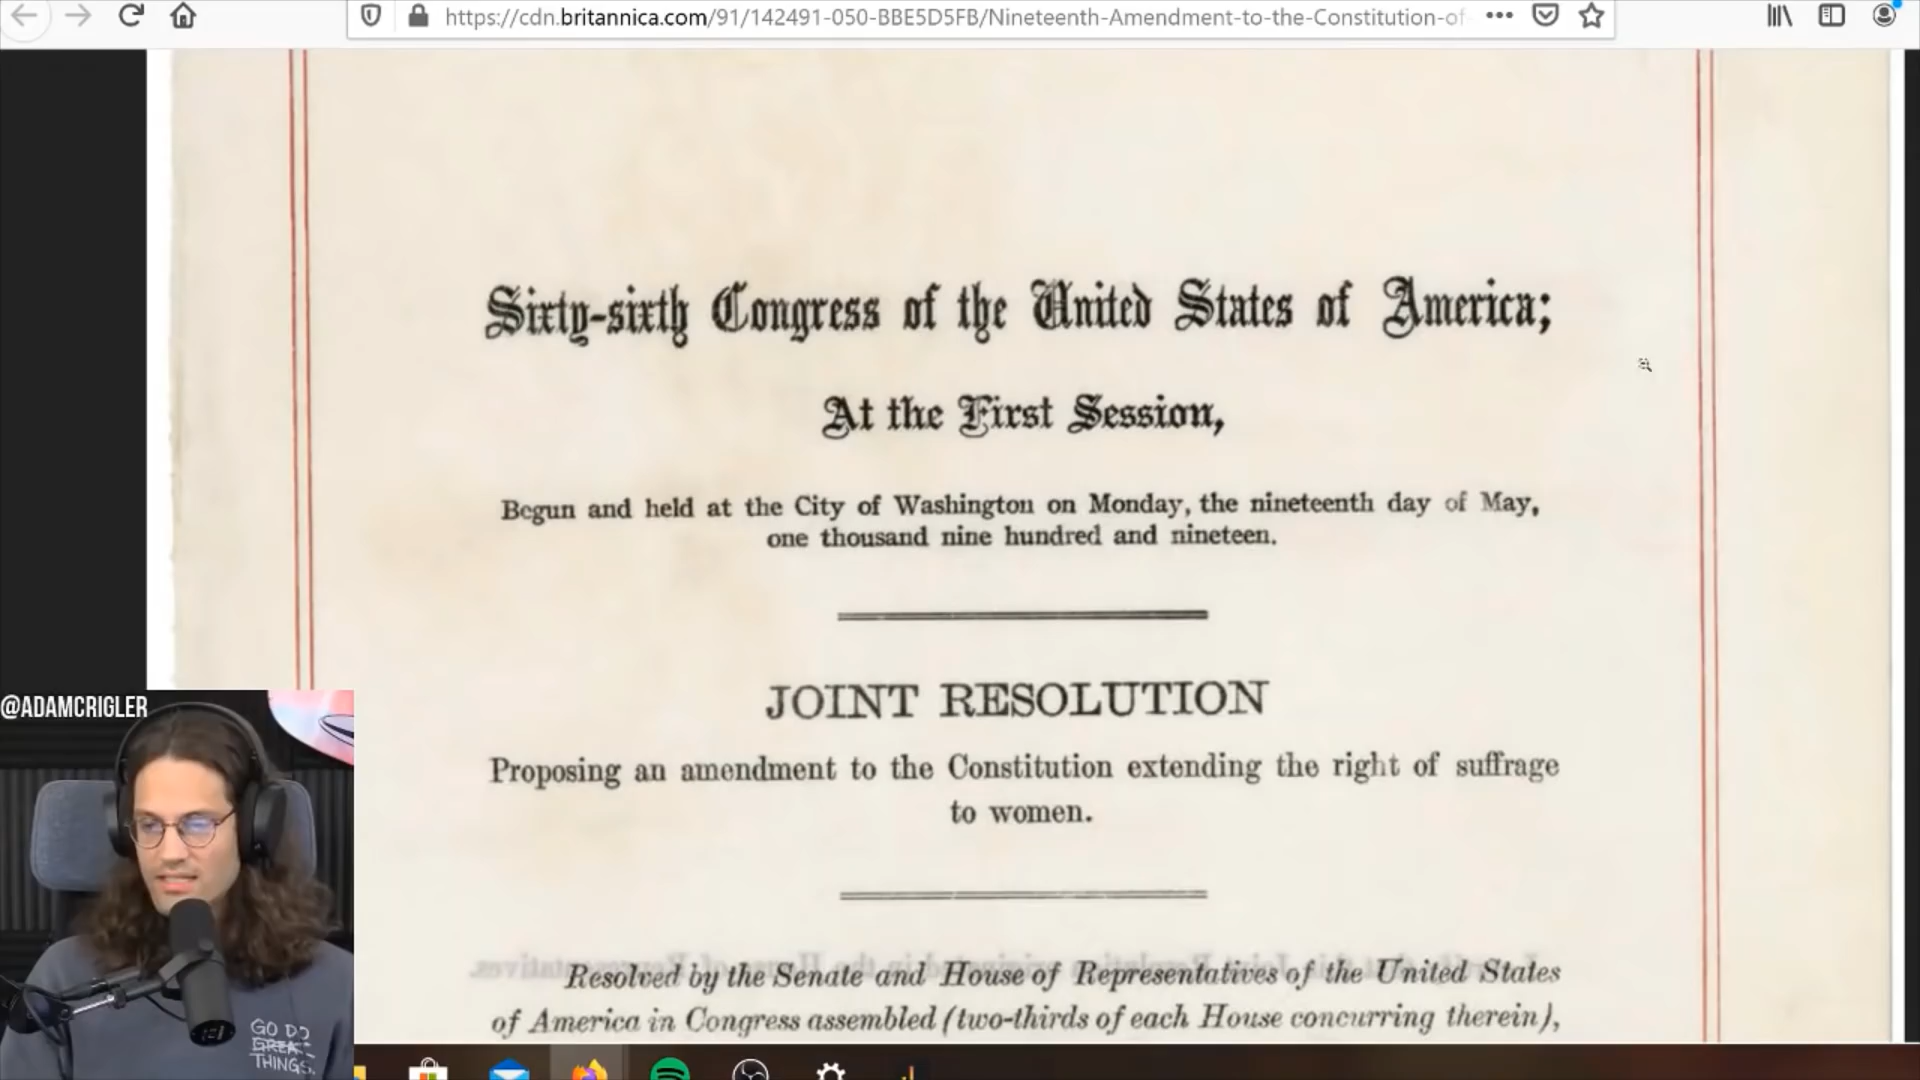 https://cdn.britannica.com/91/142491-050-BBE5D5FB/Nineteenth-Amendment-to-the-Constitution-of-
Sixty-sixth Congress of the United States of America;
At the First Session,
Begun and held at the City of Washington on Monday, the nineteenth day of May,
one thousand nine hundred and nineteen.
JOINT RESOLUTION
Proposing an amendment to the Constitution extending the right of suffrage
to women.
Resolved by the Senate and House of Representatives of the United States
of America in Congress assembled (two-thirds of each House concurring therein),
@ADAMCRIGLER
GO DO
GREAT
THINGS.